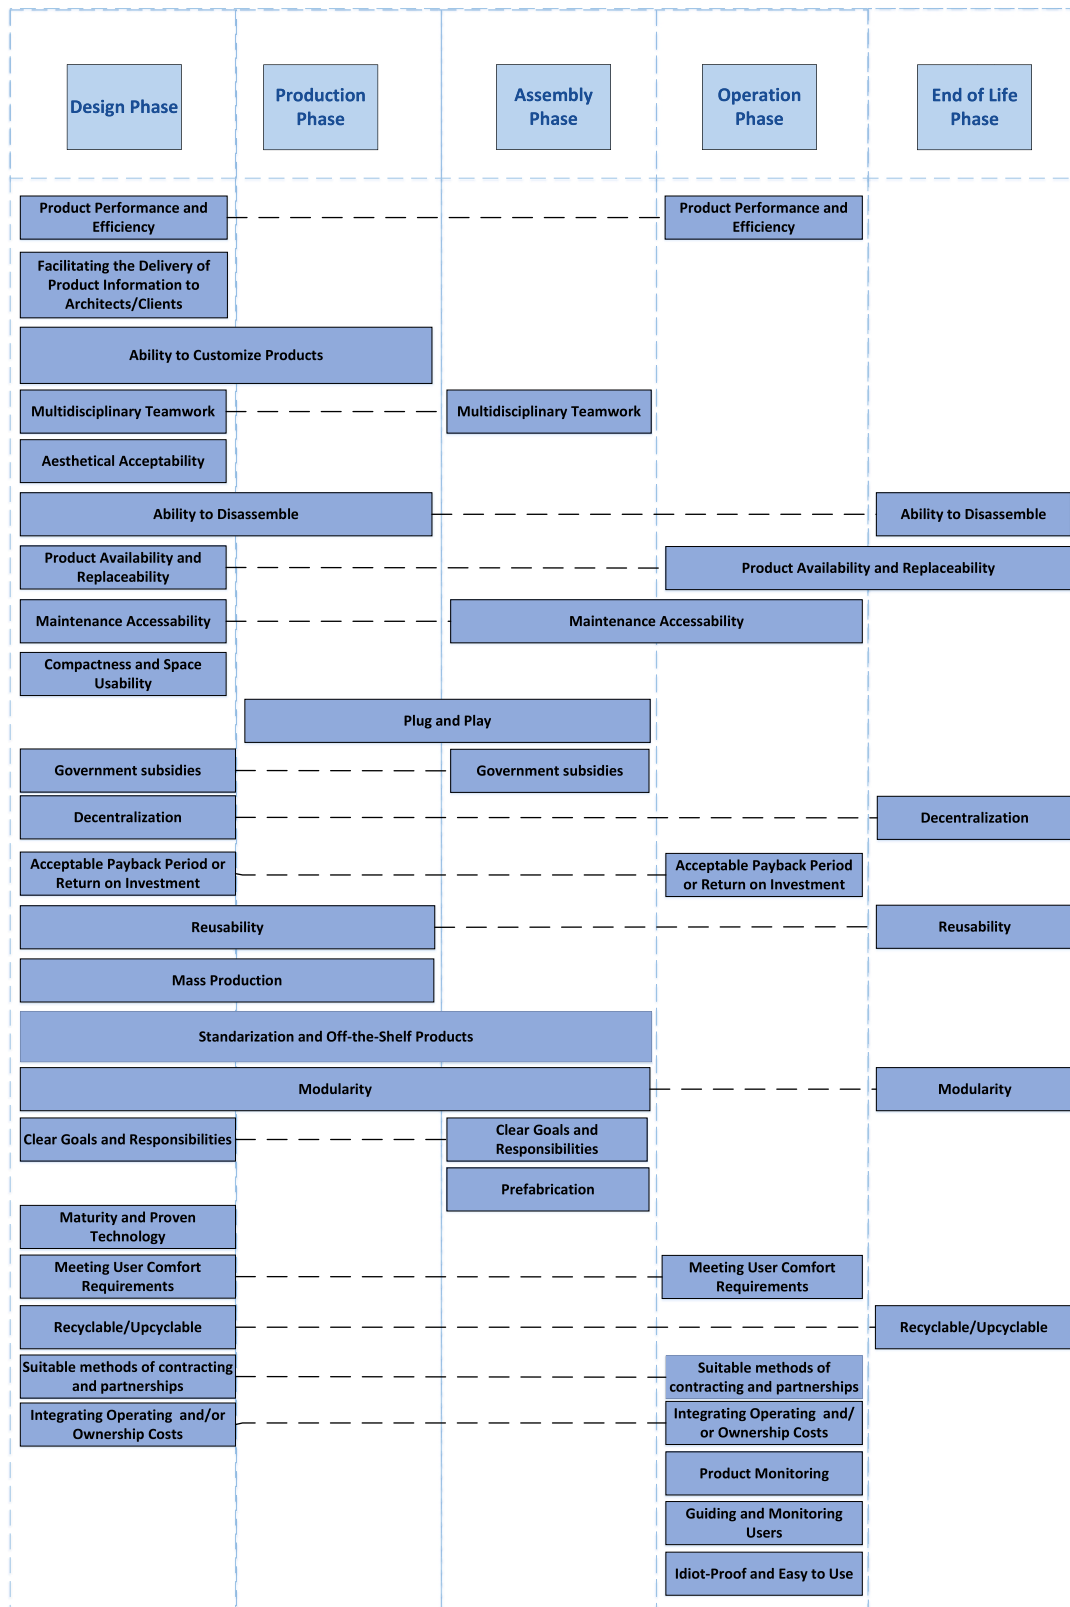 Design Phase
Production
Phase
Assembly
Phase
Operation
Phase
End of Life
Phase
Product Performance and
Efficiency
Product Performance and
Efficiency
Facilitating the Delivery of
Product Information to
Architects/Clients
Ability to Customize Products
Multidisciplinary Teamwork
Multidisciplinary Teamwork
Aesthetical Acceptability
Ability to Disassemble
Ability to Disassemble
Product Availability and
Replaceability
Product Availability and Replaceability
Maintenance Accessability
Maintenance Accessability
Compactness and Space
Usability
Plug and Play
Government subsidies
Government subsidies
Decentralization
Decentralization
Acceptable Payback Period or
Return on Investment
Acceptable Payback Period
or Return on Investment
Reusability
Reusability
Mass Production
Standarization and Off-the-Shelf Products
Modularity
Modularity
Clear Goals and Responsibilities
Clear Goals and
Responsibilities
Prefabrication
Maturity and Proven
Technology
Meeting User Comfort
Requirements
Meeting User Comfort
Requirements
Recyclable/Upcyclable
Recyclable/Upcyclable
Suitable methods of contracting
and partnerships
Suitable methods of
contracting and partnerships
Integrating Operating and/or
Ownership Costs
Integrating Operating and/
or Ownership Costs
Product Monitoring
Guiding and Monitoring
Users
Idiot-Proof and Easy to Use